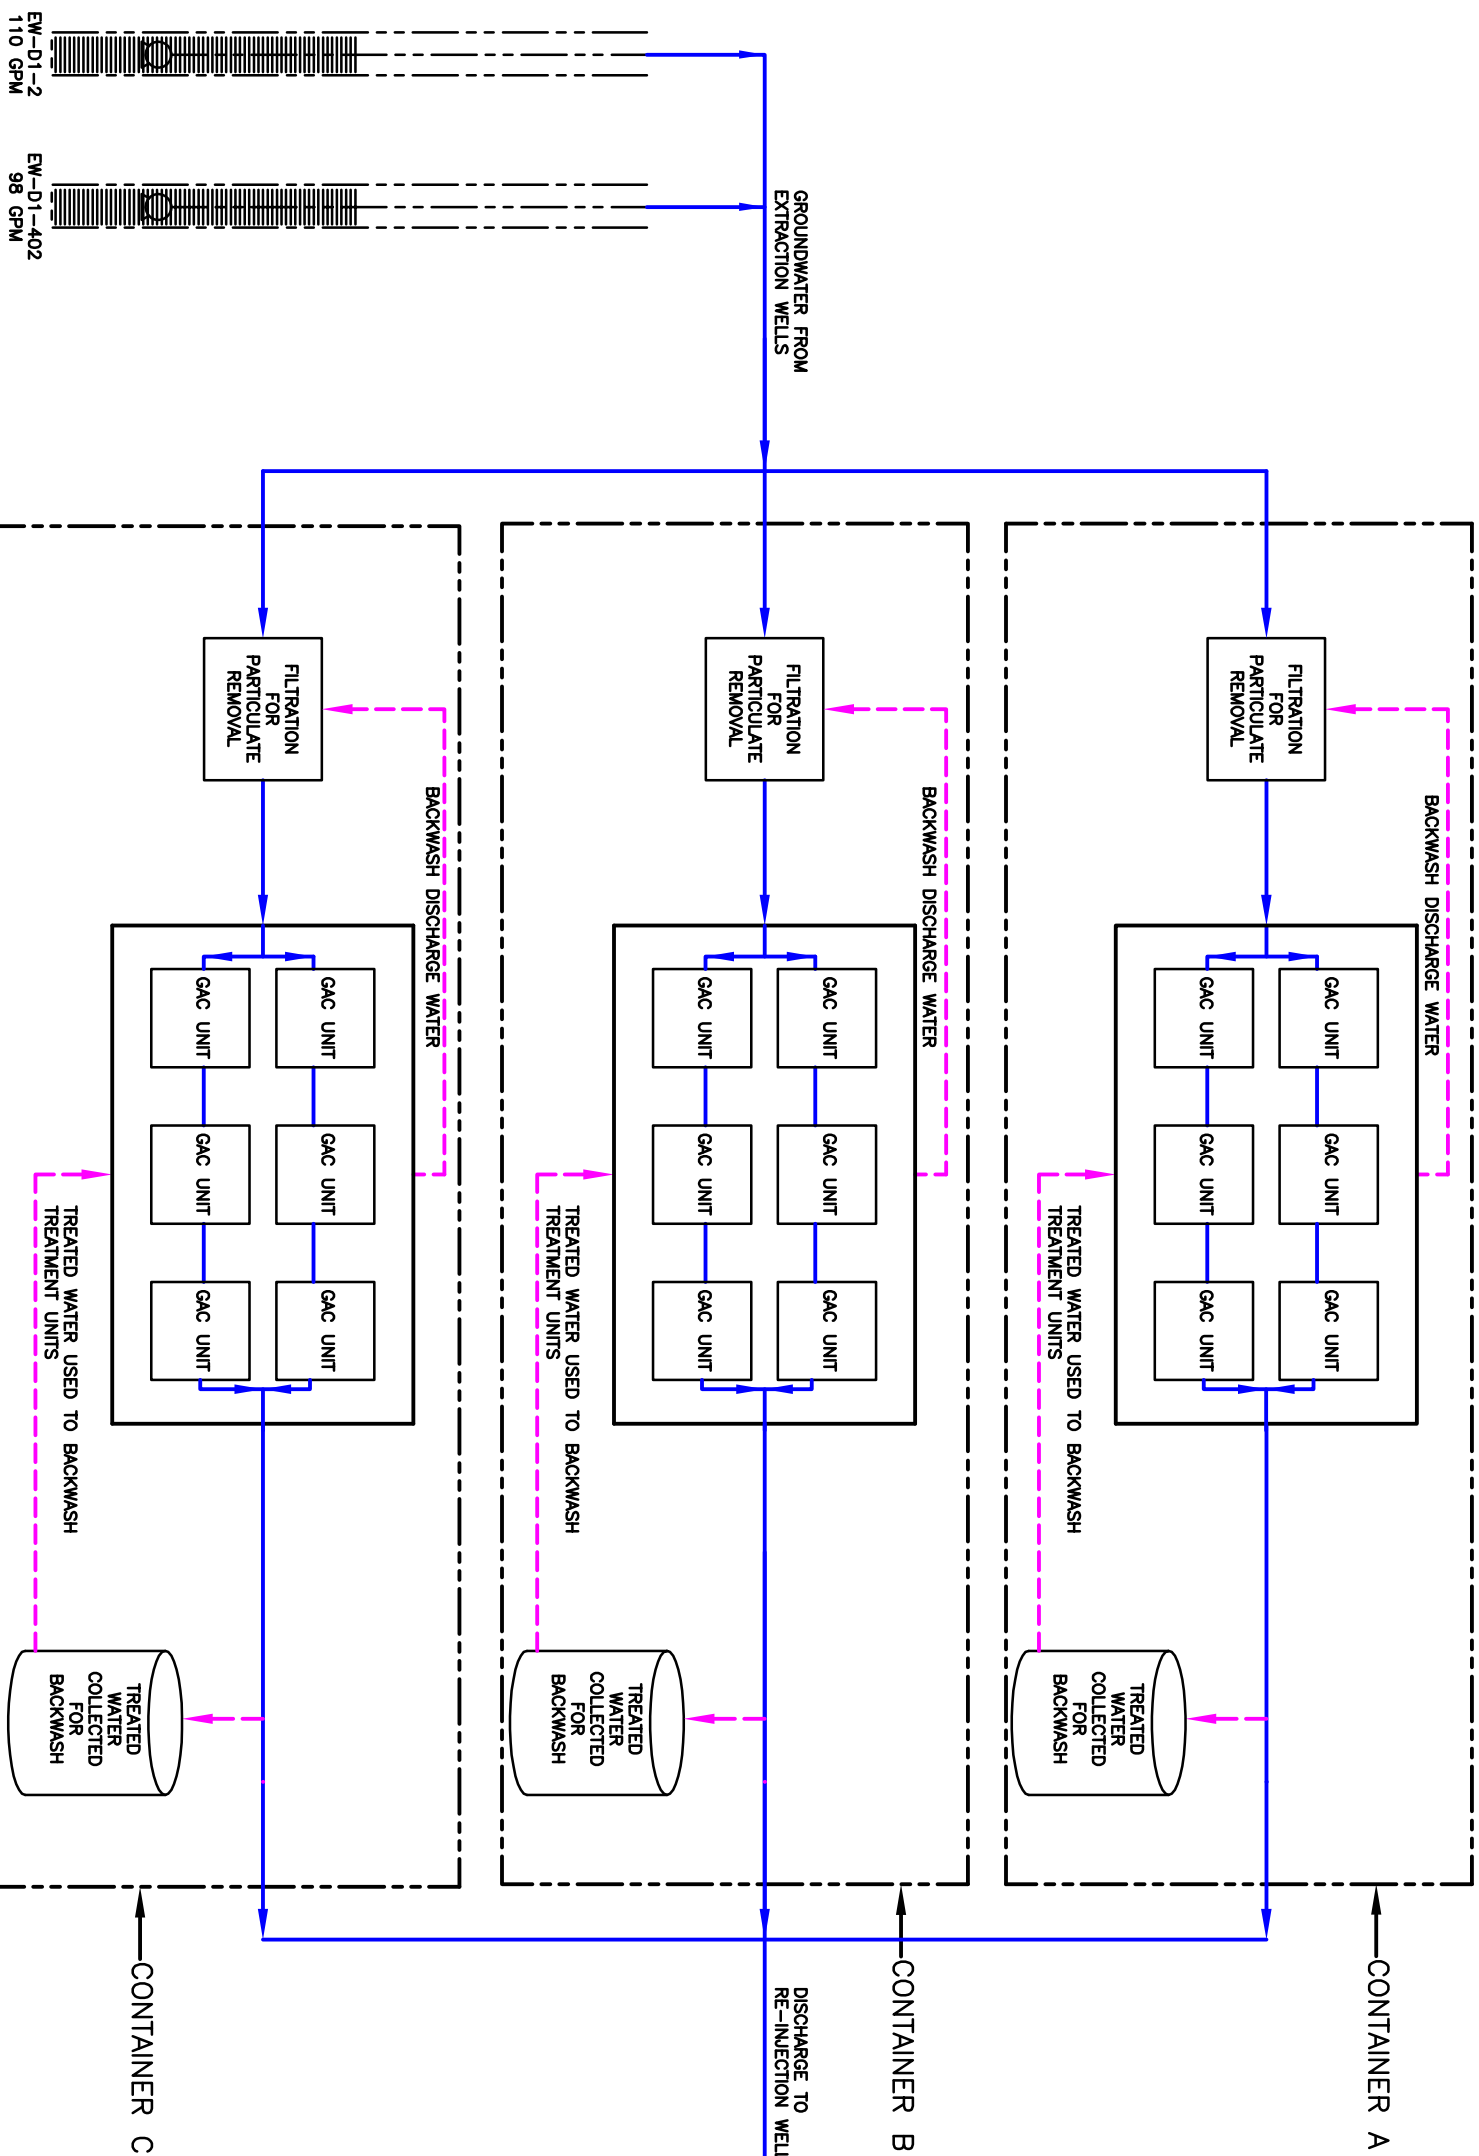 CONTAINER A
BACKWASH DISCHARGE WATER
FILTRATION
FOR
PARTICULATE
REMOVAL
GAC UNIT
GAC UNIT
GAC UNIT
GAC UNIT
GAC UNIT
GAC UNIT
TREATED WATER USED TO BACKWASH
TREATMENT UNITS
TREATED
WATER
COLLECTED
FOR
BACKWASH
GROUNDWATER FROM
EXTRACTION WELLS
CONTAINER B
BACKWASH DISCHARGE WATER
FILTRATION
FOR
PARTICULATE
REMOVAL
GAC UNIT
GAC UNIT
GAC UNIT
GAC UNIT
GAC UNIT
GAC UNIT
TREATED WATER USED TO BACKWASH
TREATMENT UNITS
TREATED
WATER
COLLECTED
FOR
BACKWASH
DISCHARGE TO
RE-INJECTION WELL
CONTAINER C
BACKWASH DISCHARGE WATER
FILTRATION
FOR
PARTICULATE
REMOVAL
GAC UNIT
GAC UNIT
GAC UNIT
GAC UNIT
GAC UNIT
GAC UNIT
TREATED WATER USED TO BACKWASH
TREATMENT UNITS
TREATED
WATER
COLLECTED
FOR
BACKWASH
EW-D1-2
110 GPM
EW-D1-402
98 GPM